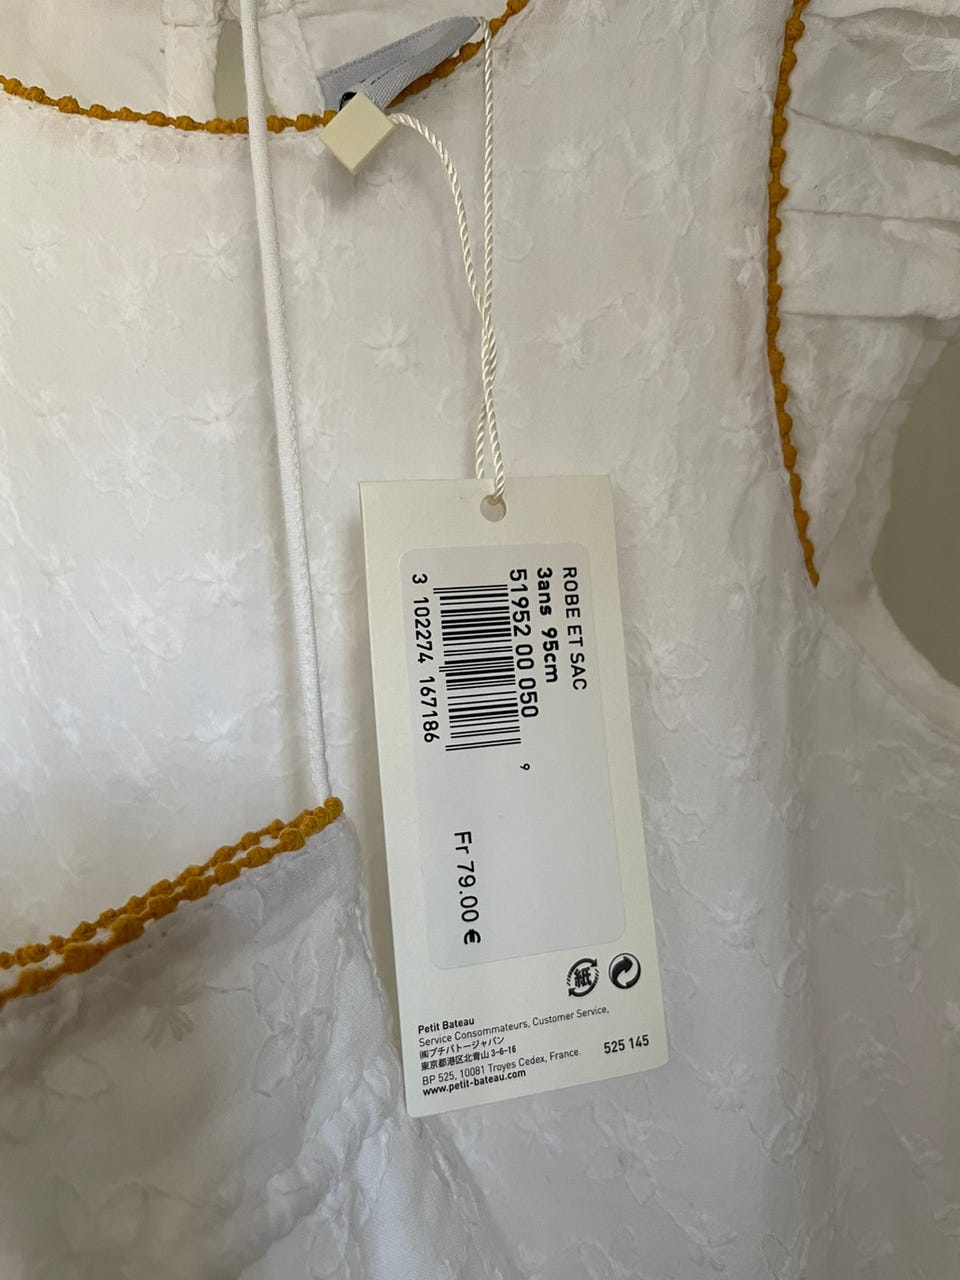 ROBE ET SAC
3ans 95cm
51952 00 050
9
3 102274 167186
Fr 79.00 €
紙
Petit Bateau
Service Consommateurs, Customer Service,
㈱プチバトージャパン
東京都港区北青山 3-6-16
BP 525, 10081 Troyes Cedex, France.
www.petit-bateau.com
525 145